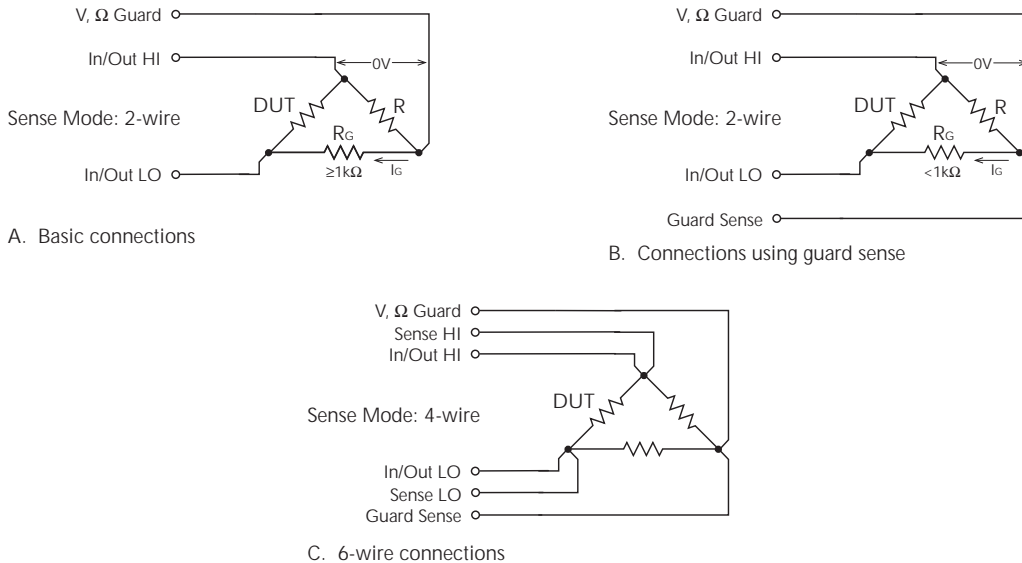 V, Ω Guard
In/Out HI
0V
DUT
R
Sense Mode: 2-wire
RG
≥1kΩ
IG
In/Out LO
A. Basic connections
V, Ω Guard
In/Out HI
0V
DUT
R
Sense Mode: 2-wire
RG
<1kΩ
IG
In/Out LO
Guard Sense
B. Connections using guard sense
V, Ω Guard
Sense HI
In/Out HI
DUT
Sense Mode: 4-wire
In/Out LO
Sense LO
Guard Sense
C. 6-wire connections